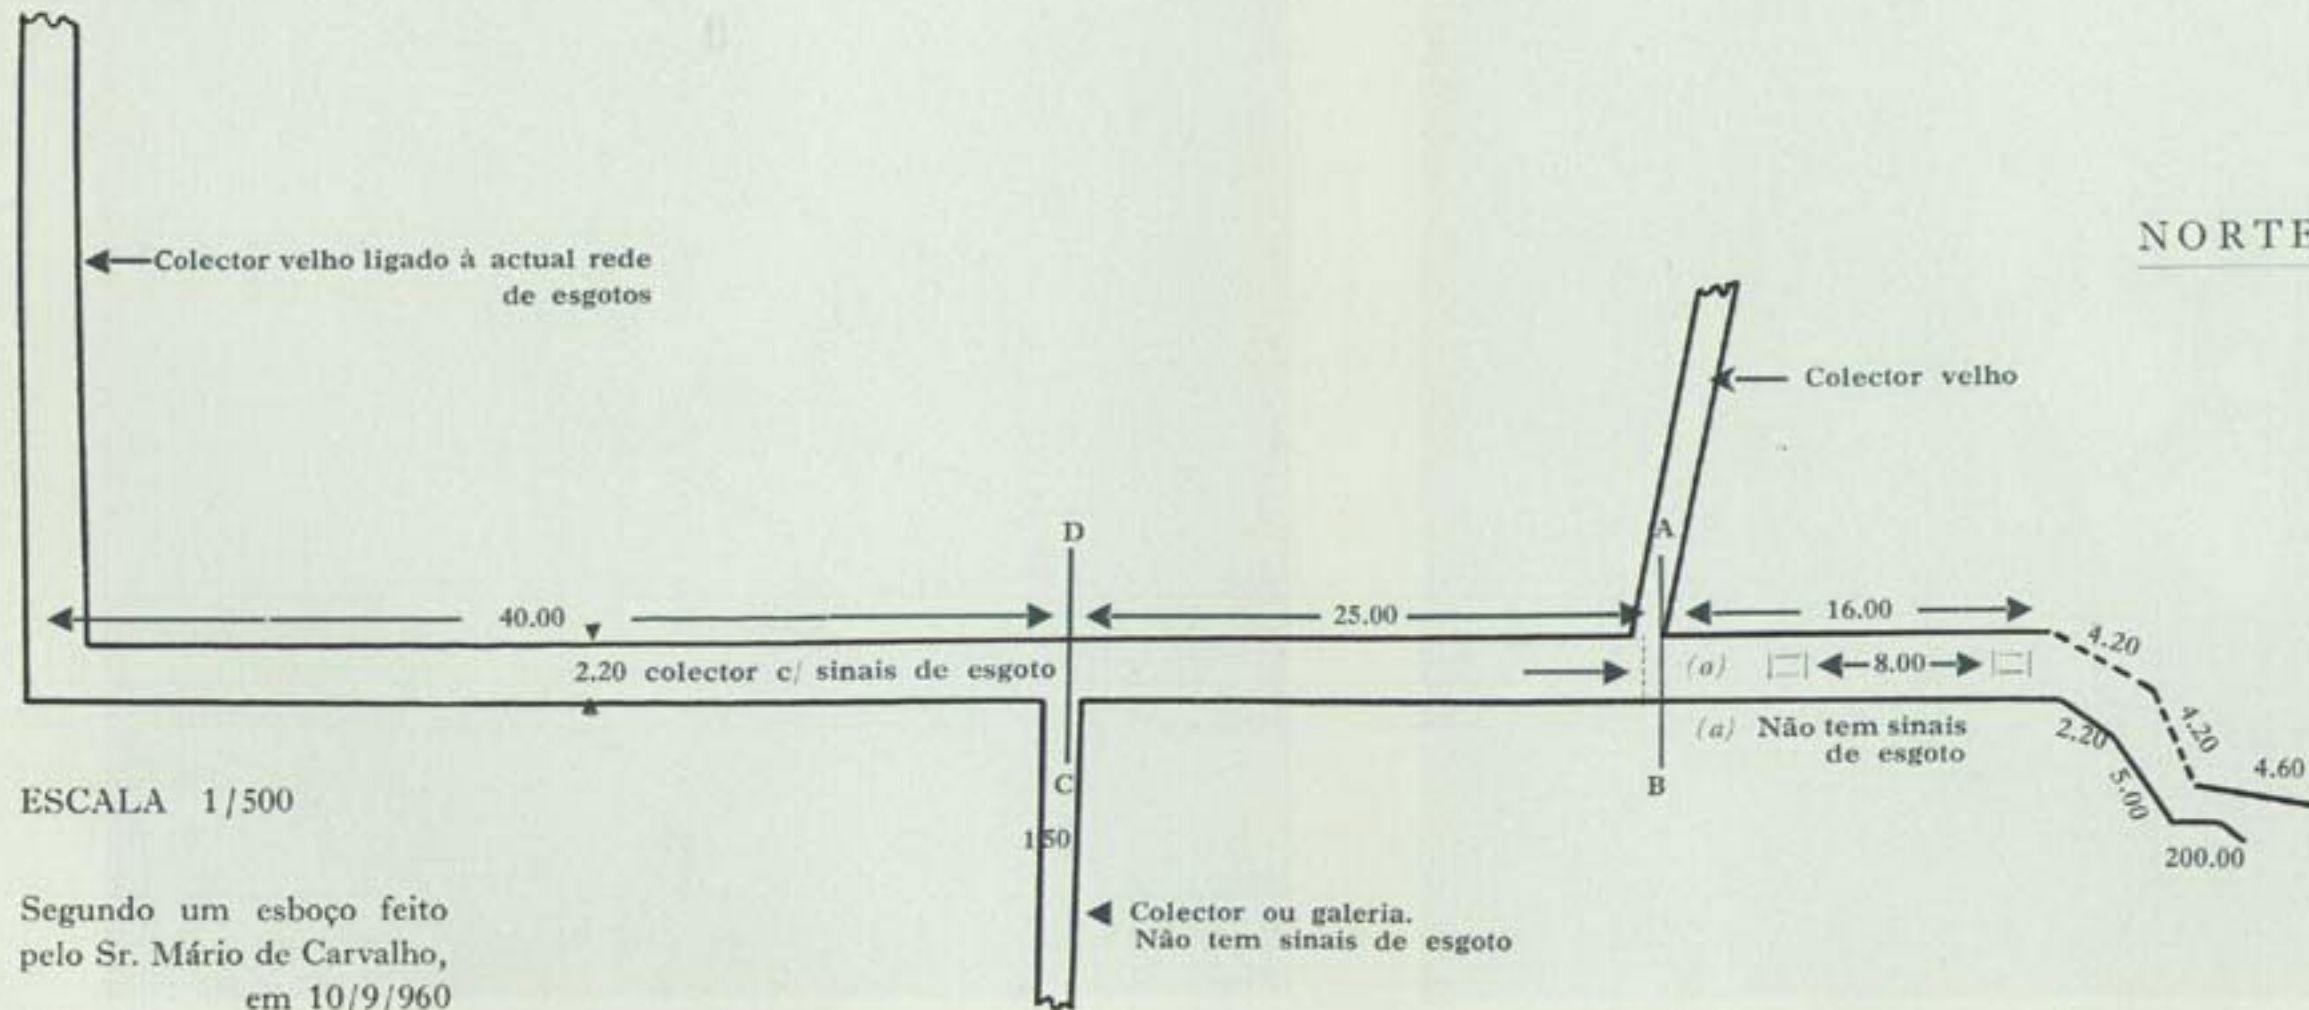 Colector velho ligado à actual rede
de esgotos
NORTE
Colector velho
D
A
40.00
25.00
16.00
4.20
2.20 colector c/ sinais de esgoto
(a)
8.00
(a) Não tem sinais
de esgoto
2.20
4.20
4.60
5.00
C
B
ESCALA 1/500
1.50
200.00
Segundo um esboço feito
pelo Sr. Mário de Carvalho,
em 10/9/960
Colector ou galeria.
Não tem sinais de esgoto